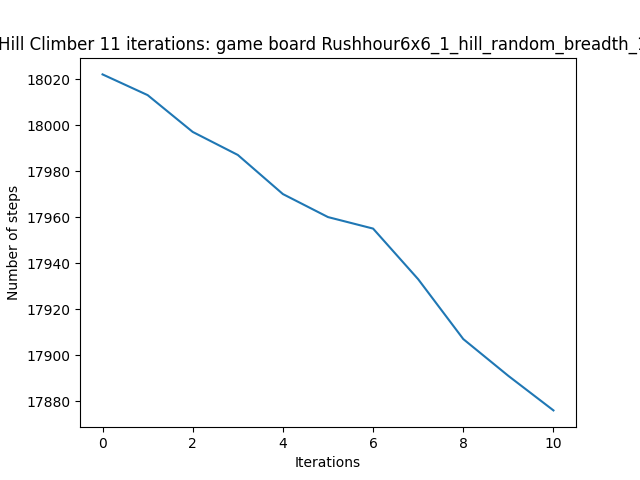 Hill Climber 11 iterations: game board Rushhour6x6_1_hill_random_breadth_1
18020
18000
17980
17960
17940
17920
17900
17880
Number of steps
0 2 4 6 8 10
Iterations